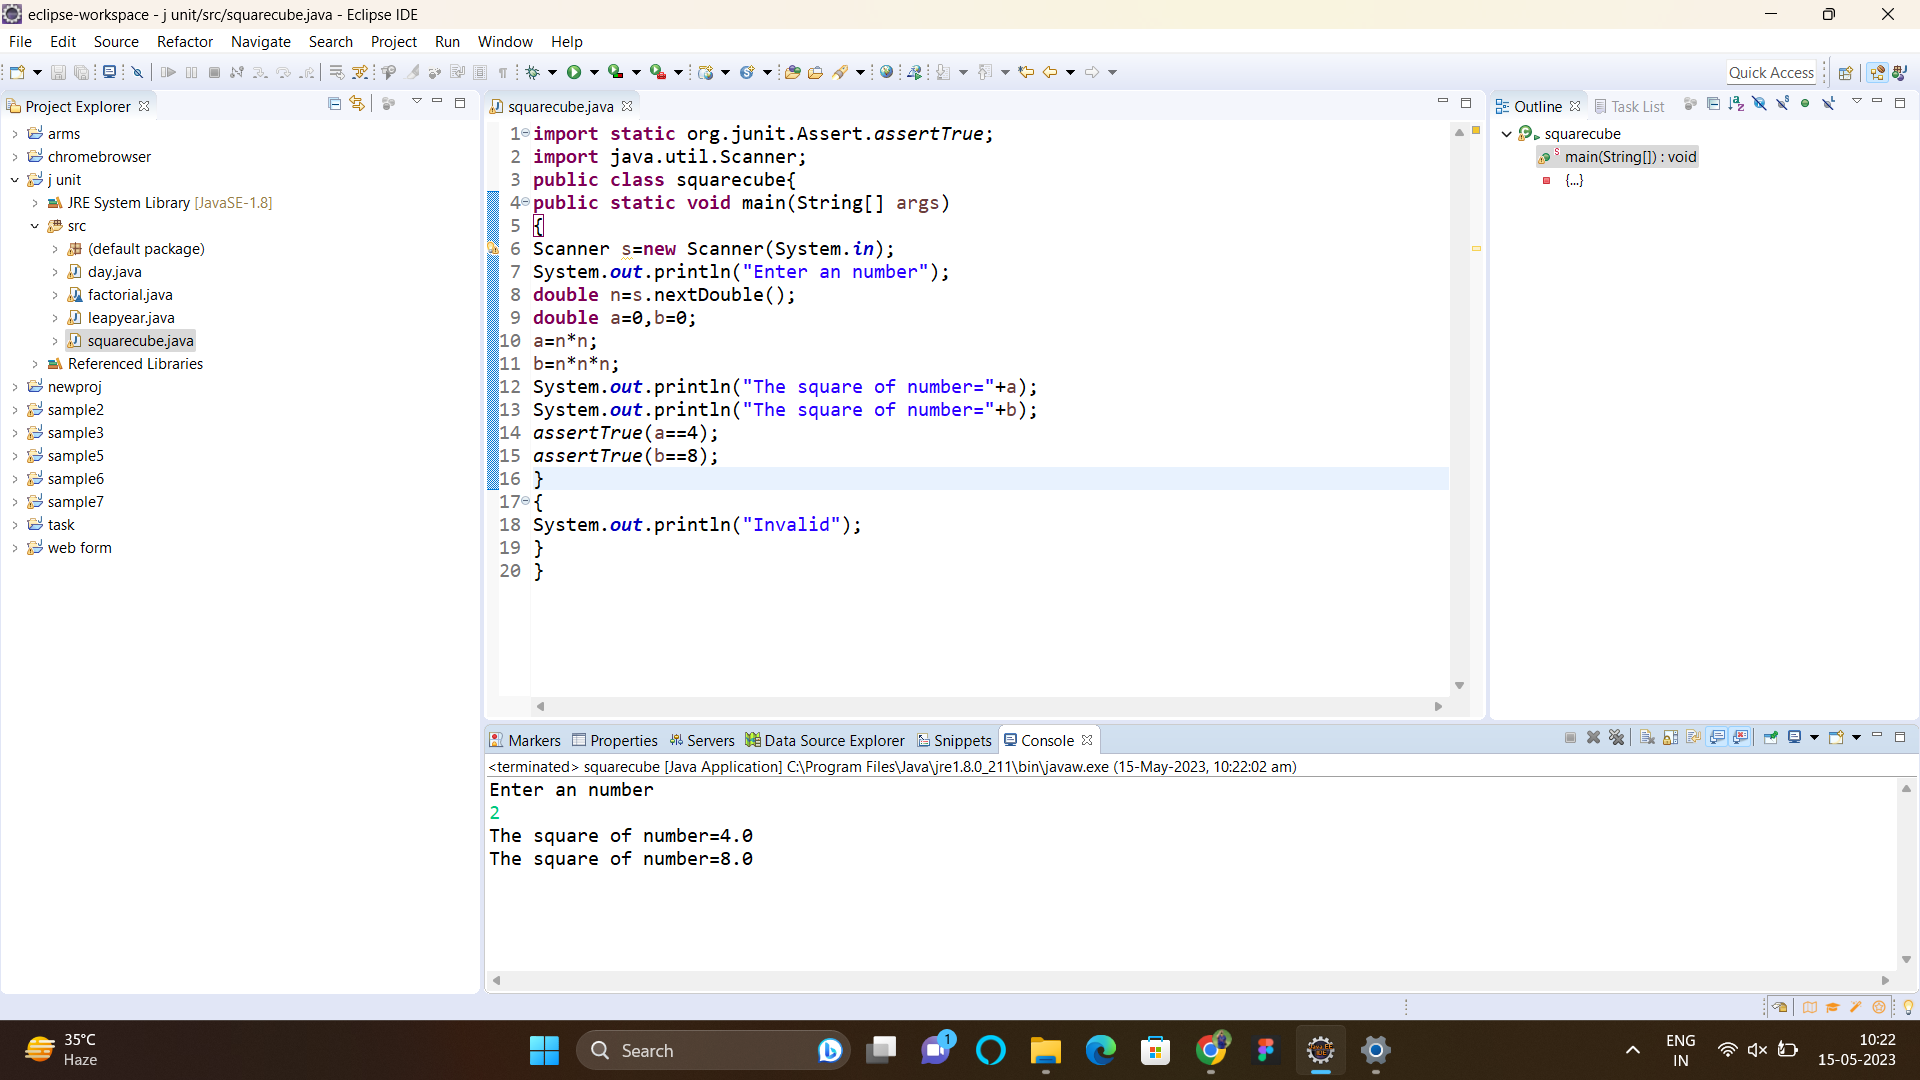 eclipse-workspace - j unit/src/squarecube.java - Eclipse IDE
File Edit Source Refactor Navigate Search Project Run Window Help
Quick Access
Project Explorer
arms
chromebrowser
j unit
JRE System Library [JavaSE-1.8]
src
(default package)
day.java
factorial.java
leapyear.java
squarecube.java
Referenced Libraries
newproj
sample2
sample3
sample5
sample6
sample7
task
web form
squarecube.java
1 import static org.junit.Assert.assertTrue;
2 import java.util.Scanner;
3 public class squarecube{
4 public static void main(String[] args)
5 {
6 Scanner s=new Scanner(System.in);
7 System.out.println("Enter an number");
8 double n=s.nextDouble();
9 double a=0,b=0;
10 a=n*n;
11 b=n*n*n;
12 System.out.println("The square of number="+a);
13 System.out.println("The square of number="+b);
14 assertTrue(a==4);
15 assertTrue(b==8);
16 }
17 {
18 System.out.println("Invalid");
19 }
20 }
Outline Task List
squarecube
main(String[]) : void
{...}
Markers Properties Servers Data Source Explorer Snippets Console
<terminated> squarecube [Java Application] C:\Program Files\Java\jre1.8.0_211\bin\javaw.exe (15-May-2023, 10:22:02 am)
Enter an number
2
The square of number=4.0
The square of number=8.0
35°C
Haze
Search
1
ENG
IN
10:22
15-05-2023